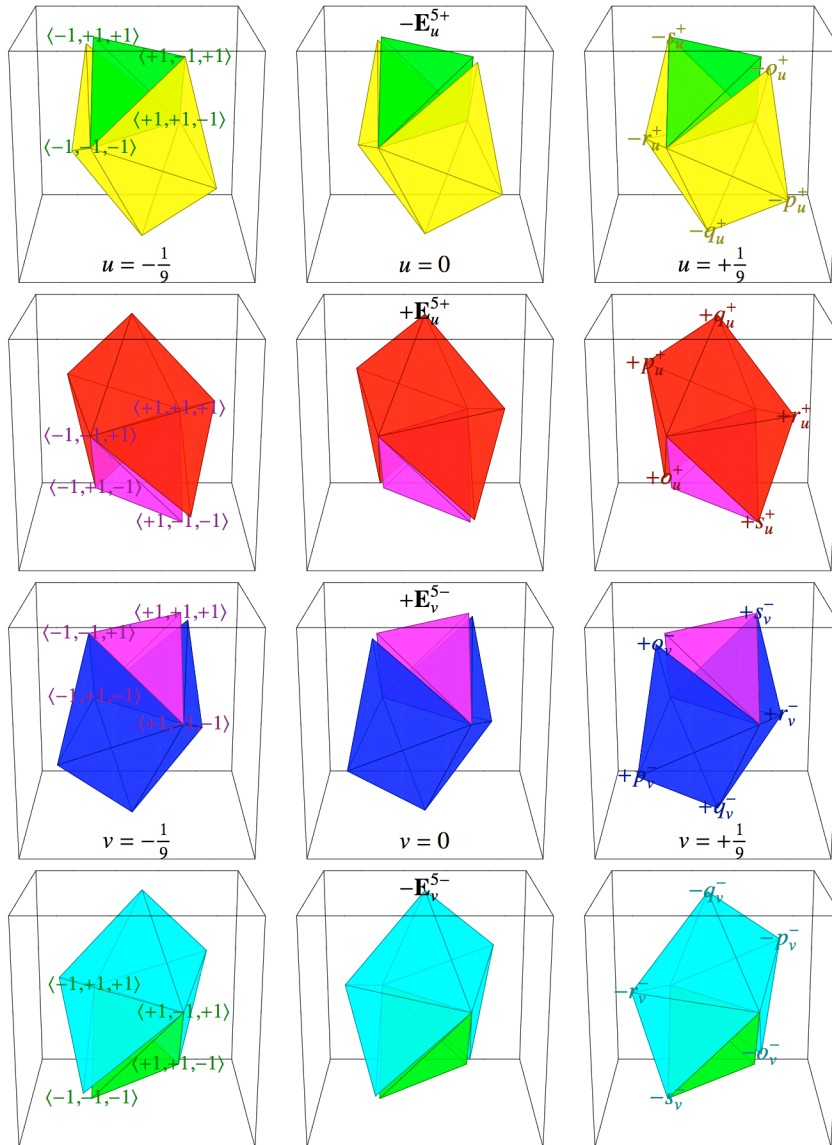 −E_u^{5+}
⟨−1,+1,+1⟩
⟨+1,−1,+1⟩
⟨+1,+1,−1⟩
⟨−1,−1,−1⟩
−s_u^+
−o_u^+
−r_u^+
−p_u^+
−q_u^+
u = −1/9
u = 0
u = +1/9
+E_u^{5+}
⟨+1,+1,+1⟩
⟨−1,−1,+1⟩
⟨−1,+1,−1⟩
⟨+1,−1,−1⟩
+q_u^+
+p_u^+
+r_u^+
+o_u^+
+s_u^+
+E_v^{5−}
⟨+1,+1,+1⟩
⟨−1,−1,+1⟩
⟨−1,+1,−1⟩
⟨+1,−1,−1⟩
+s_v^−
+o_v^−
+r_v^−
+p_v^−
+q_v^−
v = −1/9
v = 0
v = +1/9
−E_v^{5−}
⟨−1,+1,+1⟩
⟨+1,−1,+1⟩
⟨+1,+1,−1⟩
⟨−1,−1,−1⟩
−q_v^−
−p_v^−
−r_v^−
−o_v^−
−s_v^−